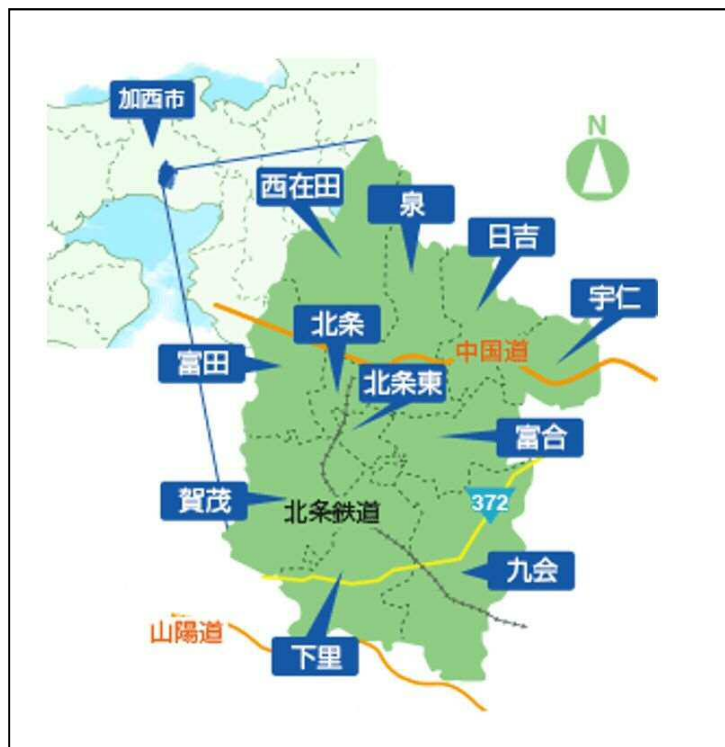 加西市
N
西在田
泉
日吉
宇仁
北条
中国道
富田
北条東
富合
賀茂
北条鉄道
372
九会
山陽道
下里